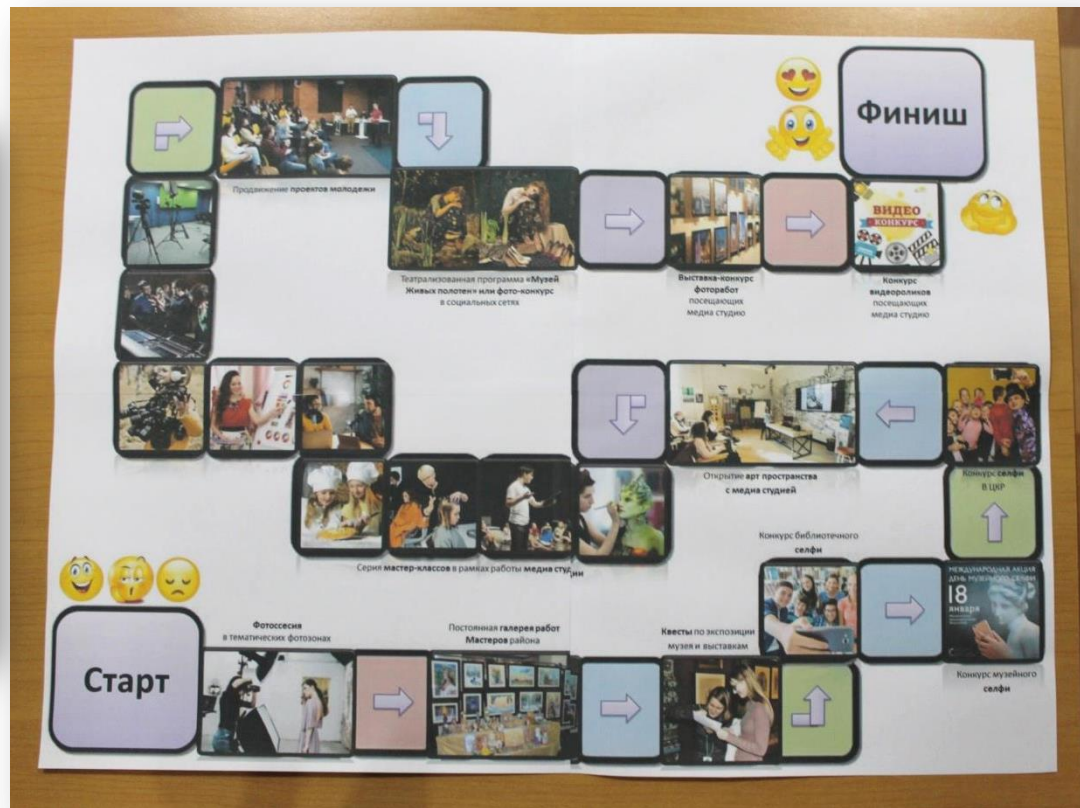 Финиш
Продвижение проектов молодежи
ВИДЕО
КОНКУРС
Театрализованная программа «Музей
Живых полотен» или фото-конкурс
в социальных сетях
Выставка-конкурс
фоторабот
посещающих
медиа студию
Конкурс
видеороликов
посещающих
медиа студию
Открытие арт пространства
с медиа студией
Конкурс селфи
В ЦКР
Серия мастер-классов в рамках работы медиа студии
Конкурс библиотечного
селфи
МЕЖДУНАРОДНАЯ АКЦИЯ
ДЕНЬ МУЗЕЙНОГО СЕЛФИ
18
января
Конкурс музейного
селфи
Фотоссесия
в тематических фотозонах
Постоянная галерея работ
Мастеров района
Квесты по экспозиции
музея и выставкам
Старт